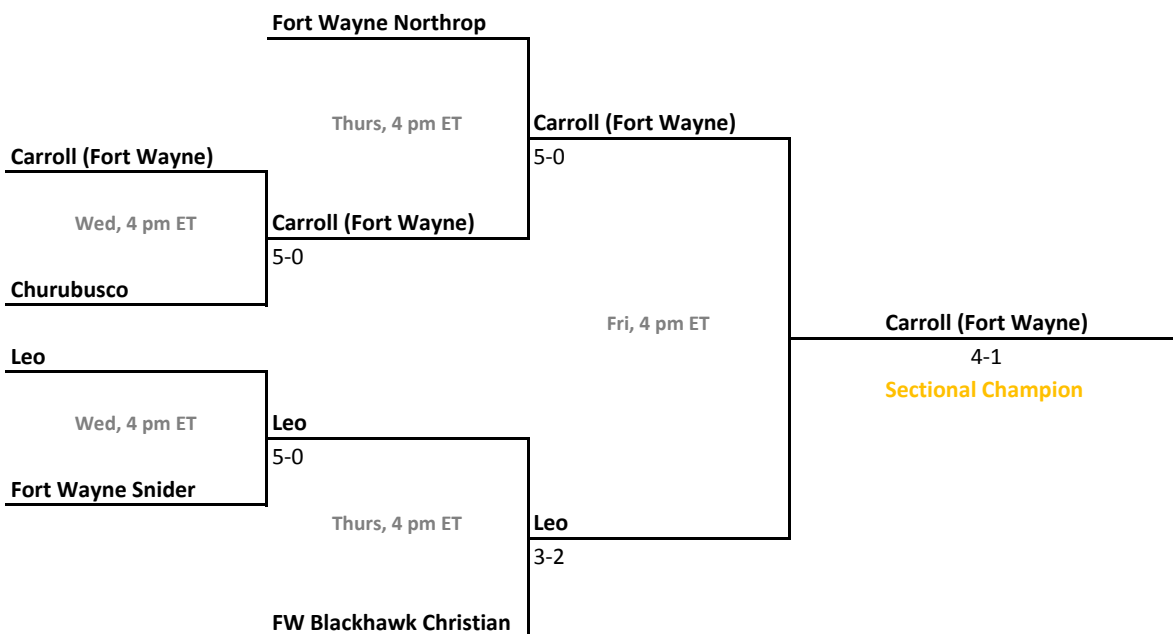 Fort Wayne Northrop
Thurs, 4 pm ET
Carroll (Fort Wayne)
5-0
Carroll (Fort Wayne)
Wed, 4 pm ET
Carroll (Fort Wayne)
5-0
Churubusco
Fri, 4 pm ET
Carroll (Fort Wayne)
4-1
Sectional Champion
Leo
Wed, 4 pm ET
Leo
5-0
Fort Wayne Snider
Thurs, 4 pm ET
Leo
3-2
FW Blackhawk Christian